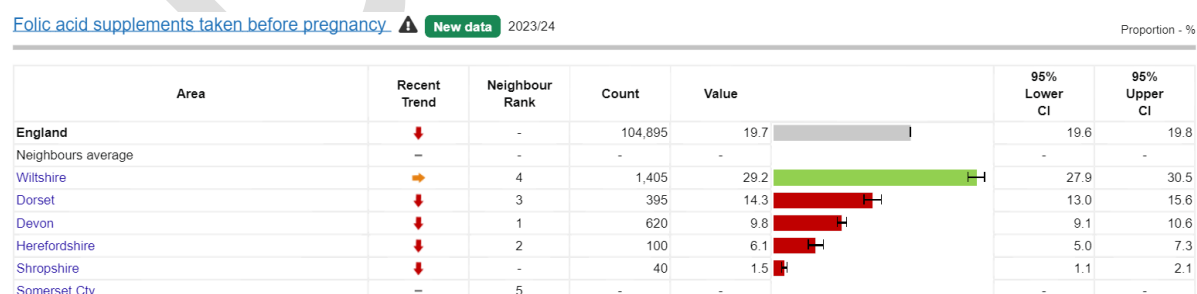 Folic acid supplements taken before pregnancy New data 2023/24 Proportion - %
Area Recent Trend Neighbour Rank Count Value 95% Lower CI 95% Upper CI
England - 104,895 19.7 19.6 19.8
Neighbours average – - - - - -
Wiltshire 4 1,405 29.2 27.9 30.5
Dorset 3 395 14.3 13.0 15.6
Devon 1 620 9.8 9.1 10.6
Herefordshire 2 100 6.1 5.0 7.3
Shropshire - 40 1.5 1.1 2.1
Somerset Cty – 5 - - - -